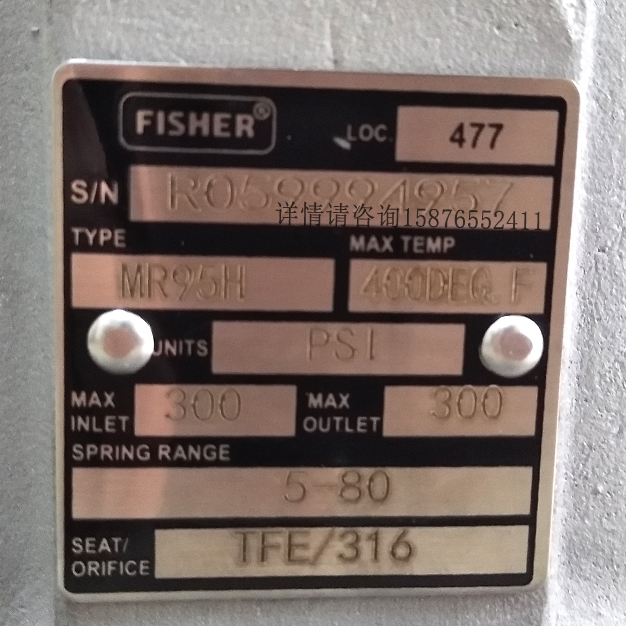 FISHER® LOC. 477
S/N
详情请咨询15876552411
TYPE MAX TEMP
MR95H 400DEG.F
UNITS PSI
MAX INLET 300 MAX OUTLET 300
SPRING RANGE
5-80
SEAT/ORIFICE TFE/316